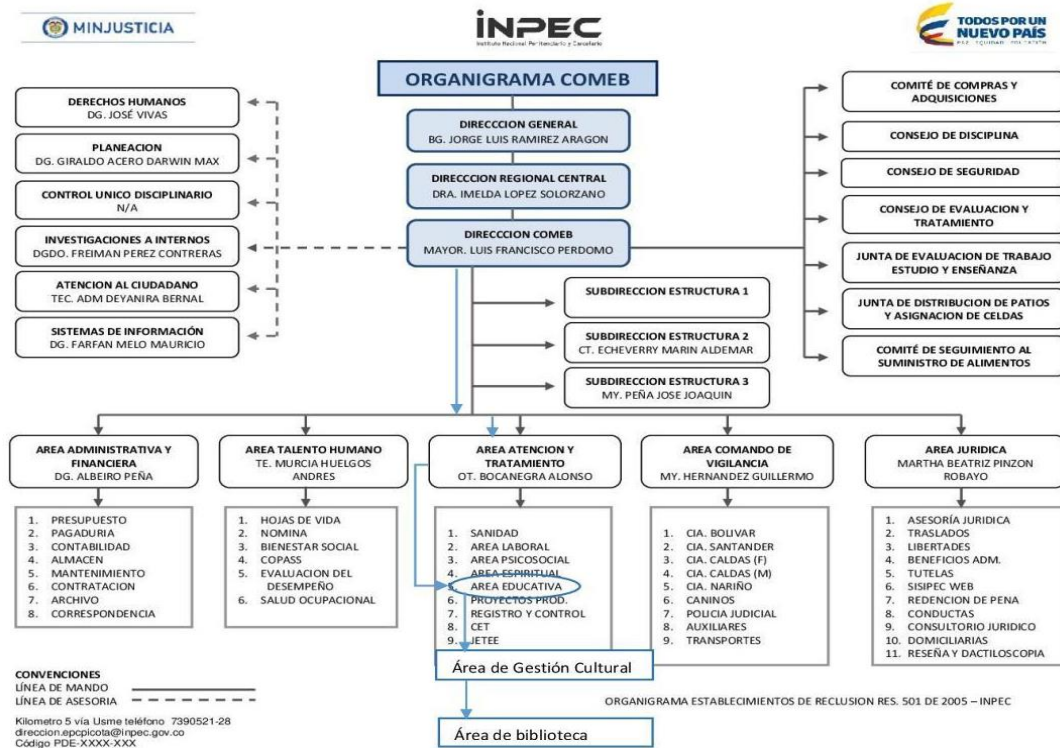 MINJUSTICIA
INPEC
Instituto Nacional Penitenciario y Carcelario
TODOS POR UN
NUEVO PAÍS
PAZ EQUIDAD EDUCACIÓN
ORGANIGRAMA COMEB
DIRECCCION GENERAL
BG. JORGE LUIS RAMIREZ ARAGON
DIRECCCION REGIONAL CENTRAL
DRA. IMELDA LOPEZ SOLORZANO
DIRECCCION COMEB
MAYOR. LUIS FRANCISCO PERDOMO
DERECHOS HUMANOS
DG. JOSÉ VIVAS
PLANEACION
DG. GIRALDO ACERO DARWIN MAX
CONTROL UNICO DISCIPLINARIO
N/A
INVESTIGACIONES A INTERNOS
DGDO. FREIMAN PEREZ CONTRERAS
ATENCION AL CIUDADANO
TEC. ADM DEYANIRA BERNAL
SISTEMAS DE INFORMACIÓN
DG. FARFAN MELO MAURICIO
COMITÉ DE COMPRAS Y
ADQUISICIONES
CONSEJO DE DISCIPLINA
CONSEJO DE SEGURIDAD
CONSEJO DE EVALUACION Y
TRATAMIENTO
JUNTA DE EVALUACION DE TRABAJO
ESTUDIO Y ENSEÑANZA
JUNTA DE DISTRIBUCION DE PATIOS
Y ASIGNACION DE CELDAS
COMITÉ DE SEGUIMIENTO AL
SUMINISTRO DE ALIMENTOS
SUBDIRECCION ESTRUCTURA 1
SUBDIRECCION ESTRUCTURA 2
CT. ECHEVERRY MARIN ALDEMAR
SUBDIRECCION ESTRUCTURA 3
MY. PEÑA JOSE JOAQUIN
AREA ADMINISTRATIVA Y
FINANCIERA
DG. ALBEIRO PEÑA
1. PRESUPUESTO
2. PAGADURIA
3. CONTABILIDAD
4. ALMACEN
5. MANTENIMIENTO
6. CONTRATACION
7. ARCHIVO
8. CORRESPONDENCIA
AREA TALENTO HUMANO
TE. MURCIA HUELGOS
ANDRES
1. HOJAS DE VIDA
2. NOMINA
3. BIENESTAR SOCIAL
4. COPASS
5. EVALUACION DEL
DESEMPEÑO
6. SALUD OCUPACIONAL
AREA ATENCION Y
TRATAMIENTO
OT. BOCANEGRA ALONSO
1. SANIDAD
2. AREA LABORAL
3. AREA PSICOSOCIAL
4. AREA ESPIRITUAL
5. AREA EDUCATIVA
6. PROYECTOS PROD.
7. REGISTRO Y CONTROL
8. CET
9. JETEE
Área de Gestión Cultural
Área de biblioteca
AREA COMANDO DE
VIGILANCIA
MY. HERNANDEZ GUILLERMO
1. CIA. BOLIVAR
2. CIA. SANTANDER
3. CIA. CALDAS (F)
4. CIA. CALDAS (M)
5. CIA. NARIÑO
6. CANINOS
7. POLICIA JUDICIAL
8. AUXILIARES
9. TRANSPORTES
AREA JURIDICA
MARTHA BEATRIZ PINZON
ROBAYO
1. ASESORÍA JURIDICA
2. TRASLADOS
3. LIBERTADES
4. BENEFICIOS ADM.
5. TUTELAS
6. SISIPEC WEB
7. REDENCION DE PENA
8. CONDUCTAS
9. CONSULTORIO JURIDICO
10. DOMICILIARIAS
11. RESEÑA Y DACTILOSCOPIA
CONVENCIONES
LÍNEA DE MANDO
LÍNEA DE ASESORIA
Kilometro 5 vía Usme teléfono 7390521-28
direccion.epcpicota@inpec.gov.co
Código PDE-XXXX-XXX
ORGANIGRAMA ESTABLECIMIENTOS DE RECLUSION RES. 501 DE 2005 – INPEC